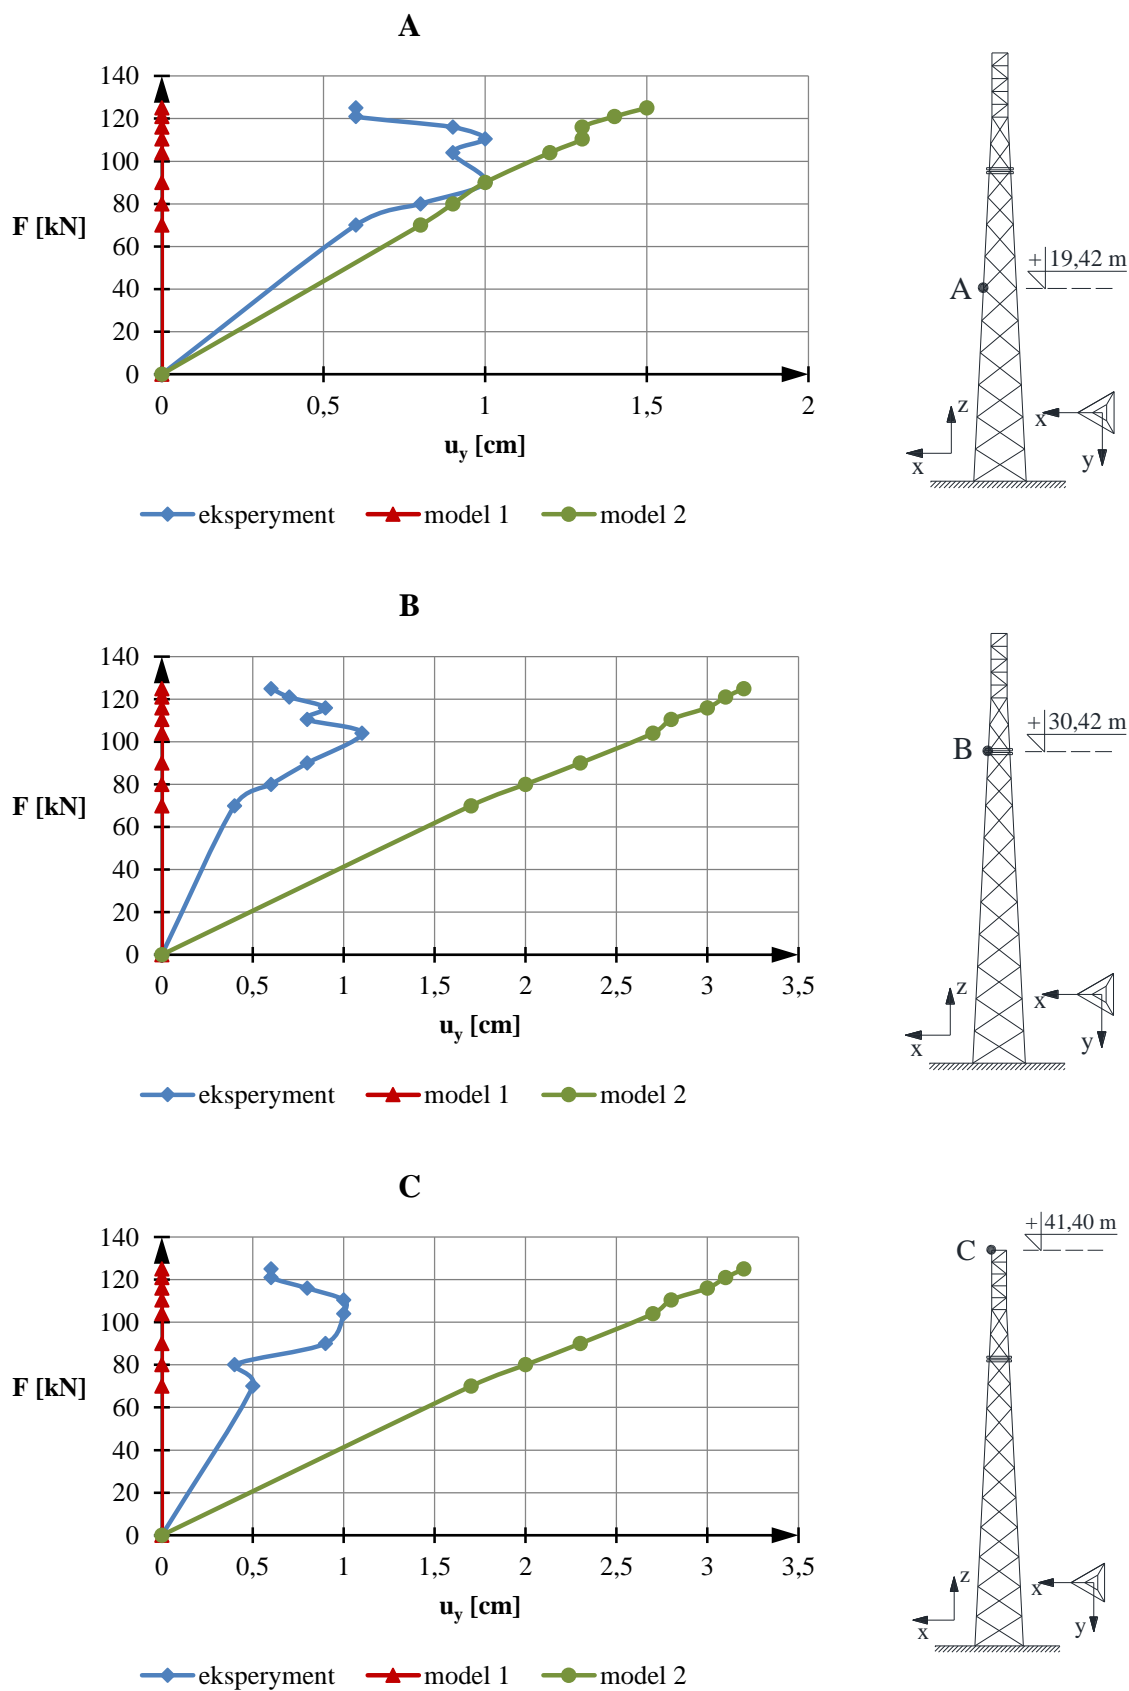 A
140
120
100
80
60
40
20
0
F [kN]
0 0,5 1 1,5 2
u_y [cm]
eksperyment model 1 model 2
+19,42 m
A
z
x
x
y
B
140
120
100
80
60
40
20
0
F [kN]
0 0,5 1 1,5 2 2,5 3 3,5
u_y [cm]
eksperyment model 1 model 2
+30,42 m
B
z
x
x
y
C
140
120
100
80
60
40
20
0
F [kN]
0 0,5 1 1,5 2 2,5 3 3,5
u_y [cm]
eksperyment model 1 model 2
+41,40 m
C
z
x
x
y